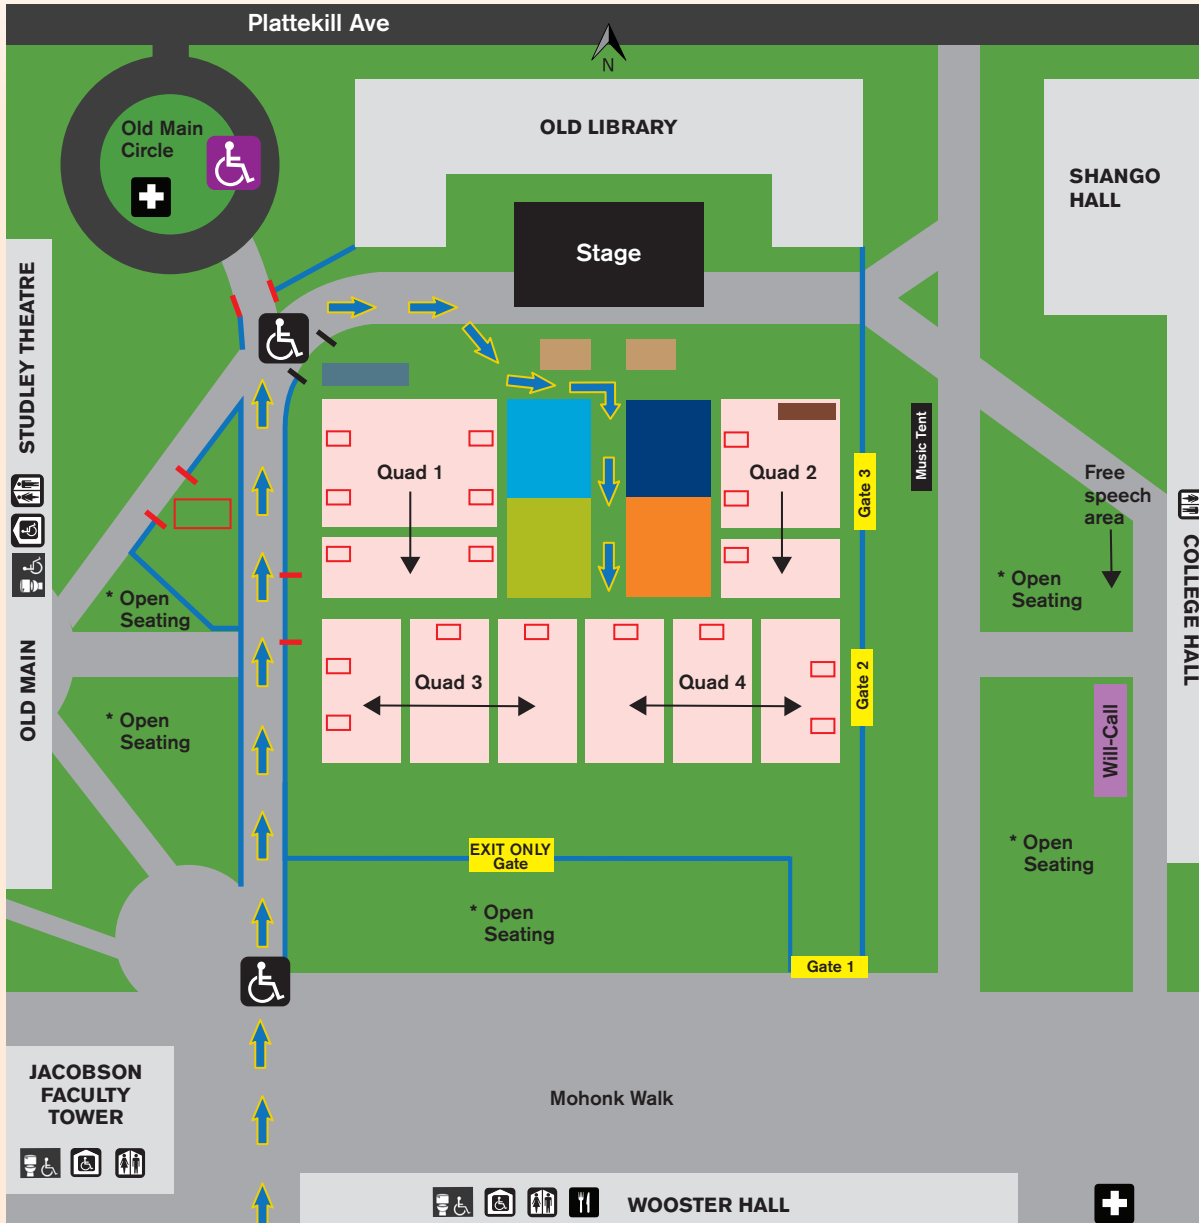 Plattekill Ave
N
Old Main
Circle
OLD LIBRARY
SHANGO
HALL
Stage
STUDLEY THEATRE
Quad 1
Quad 2
Gate 3
Music Tent
Free
speech
area
* Open
Seating
* Open
Seating
COLLEGE HALL
OLD MAIN
Quad 3
Quad 4
Gate 2
* Open
Seating
Will-Call
EXIT ONLY
Gate
* Open
Seating
* Open
Seating
Gate 1
JACOBSON
FACULTY
TOWER
Mohonk Walk
WOOSTER HALL